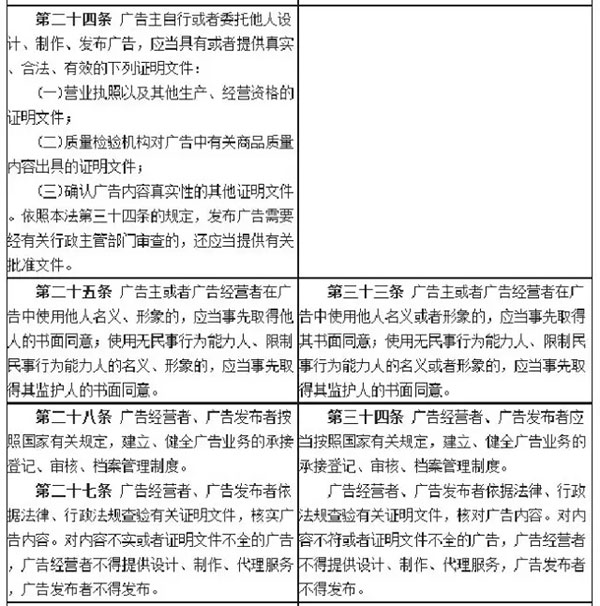 第二十四条 广告主自行或者委托他人设
计、制作、发布广告，应当具有或者提供真实
、合法、有效的下列证明文件：
（一）营业执照以及其他生产、经营资格的
证明文件；
（二）质量检验机构对广告中有关商品质量
内容出具的证明文件；
（三）确认广告内容真实性的其他证明文件
。依照本法第三十四条的规定，发布广告需要
经有关行政主管部门审查的，还应当提供有关
批准文件。
第二十五条 广告主或者广告经营者在广
告中使用他人名义、形象的，应当事先取得他
人的书面同意；使用无民事行为能力人、限制
民事行为能力人的名义、形象的，应当事先取
得其监护人的书面同意。
第三十三条 广告主或者广告经营者在广
告中使用他人名义或者形象的，应当事先取得
其书面同意；使用无民事行为能力人、限制民
事行为能力人的名义或者形象的，应当事先取
得其监护人的书面同意。
第二十八条 广告经营者、广告发布者按
照国家有关规定，建立、健全广告业务的承接
登记、审核、档案管理制度。
第二十七条 广告经营者、广告发布者依
据法律、行政法规查验有关证明文件，核实广
告内容。对内容不实或者证明文件不全的广告
，广告经营者不得提供设计、制作、代理服务
，广告发布者不得发布。
第三十四条 广告经营者、广告发布者应
当按照国家有关规定，建立、健全广告业务的
承接登记、审核、档案管理制度。
广告经营者、广告发布者依据法律、行政
法规查验有关证明文件，核对广告内容。对内
容不符或者证明文件不全的广告，广告经营者
不得提供设计、制作、代理服务，广告发布者
不得发布。